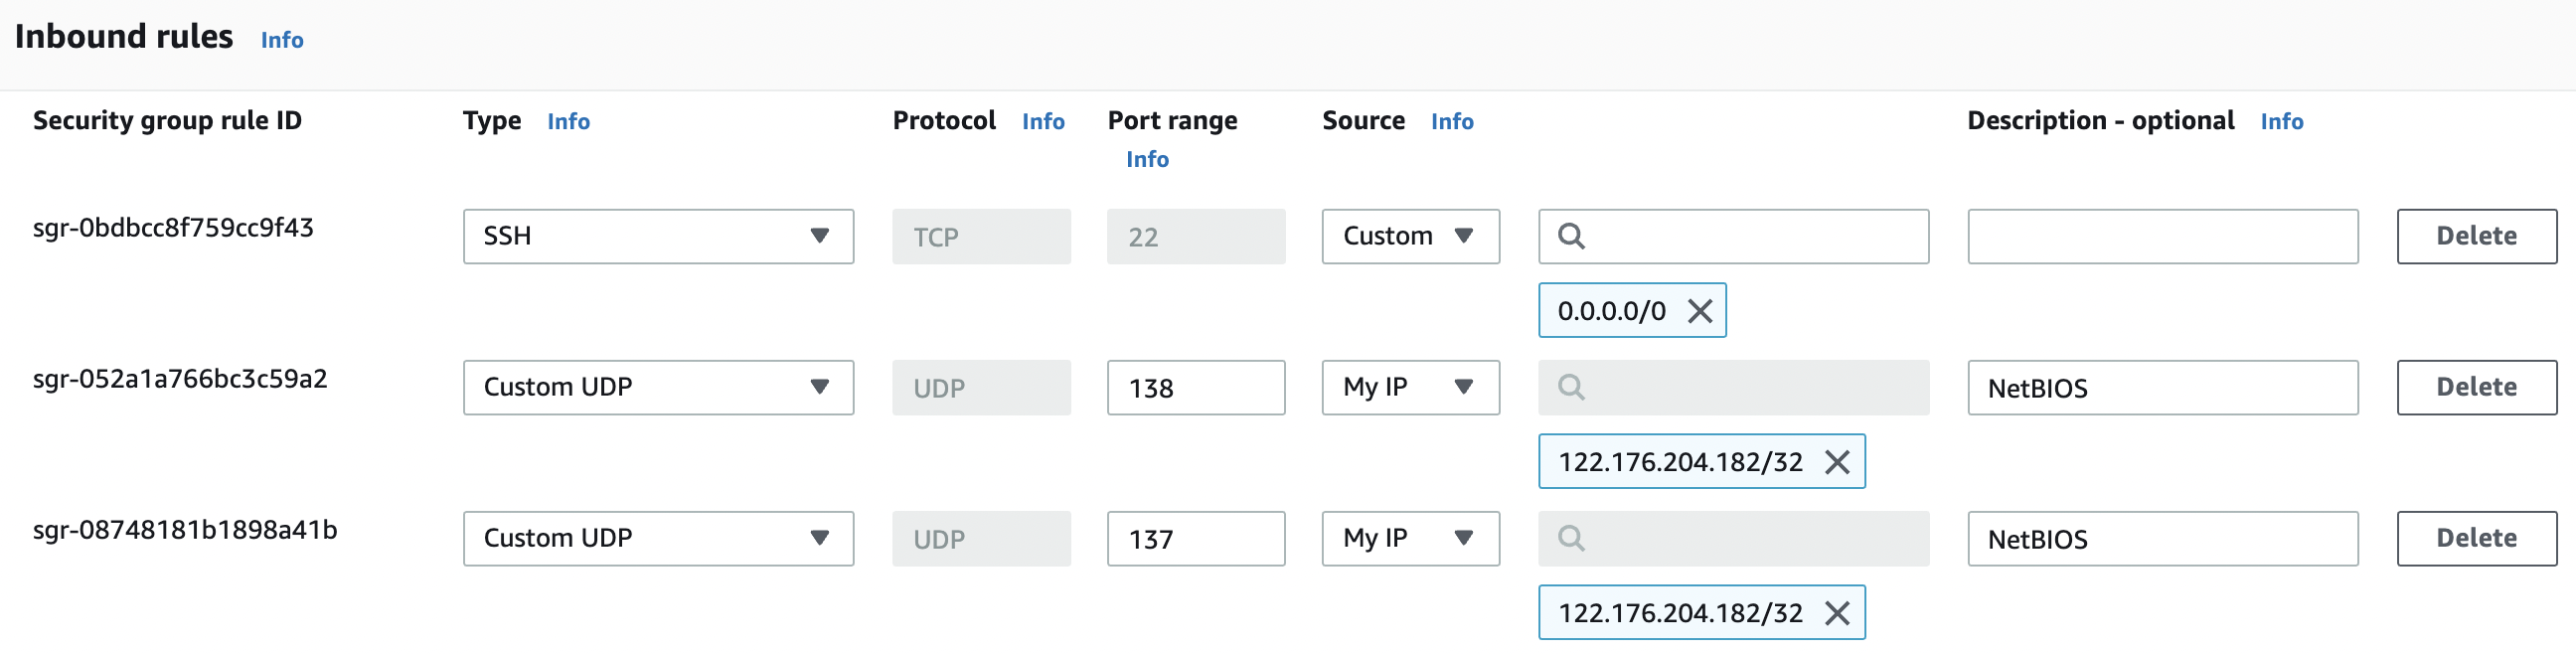 Inbound rules Info
Security group rule ID Type Info Protocol Info Port range Info Source Info Description - optional Info
sgr-0bdbcc8f759cc9f43 SSH TCP 22 Custom Delete
0.0.0.0/0
sgr-052a1a766bc3c59a2 Custom UDP UDP 138 My IP NetBIOS Delete
122.176.204.182/32
sgr-08748181b1898a41b Custom UDP UDP 137 My IP NetBIOS Delete
122.176.204.182/32